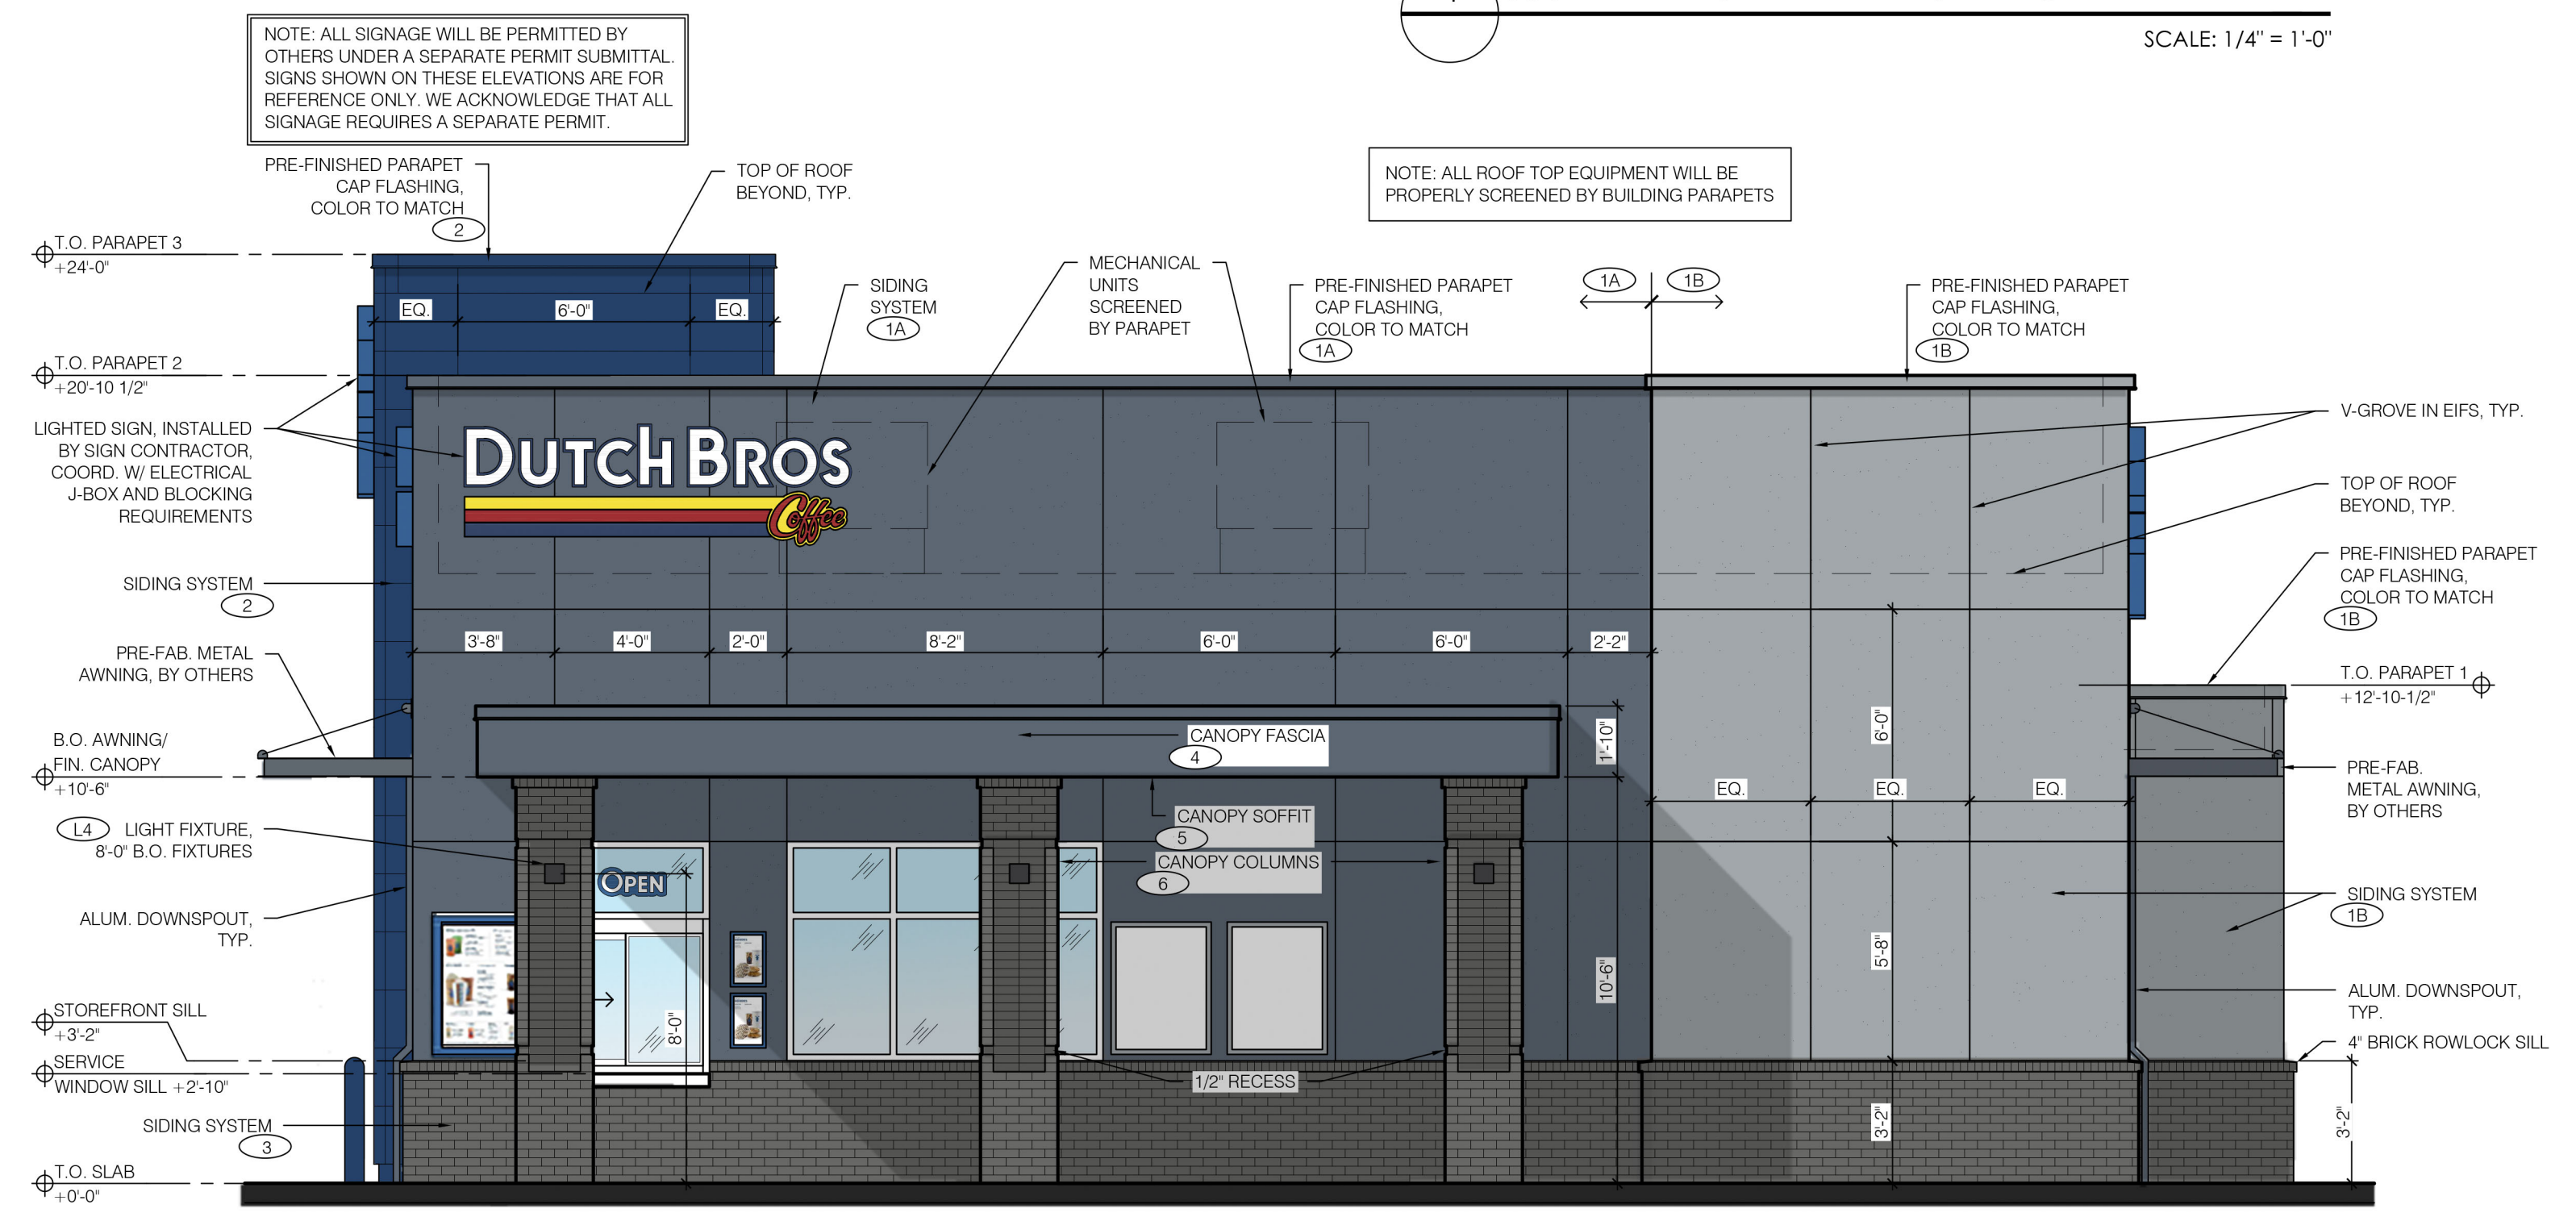 SCALE: 1/4" = 1'-0"
NOTE: ALL SIGNAGE WILL BE PERMITTED BY
OTHERS UNDER A SEPARATE PERMIT SUBMITTAL.
SIGNS SHOWN ON THESE ELEVATIONS ARE FOR
REFERENCE ONLY. WE ACKNOWLEDGE THAT ALL
SIGNAGE REQUIRES A SEPARATE PERMIT.
NOTE: ALL ROOF TOP EQUIPMENT WILL BE
PROPERLY SCREENED BY BUILDING PARAPETS
PRE-FINISHED PARAPET
CAP FLASHING,
COLOR TO MATCH
2
TOP OF ROOF
BEYOND, TYP.
T.O. PARAPET 3
+24'-0"
EQ.
6'-0"
EQ.
SIDING
SYSTEM
1A
MECHANICAL
UNITS
SCREENED
BY PARAPET
PRE-FINISHED PARAPET
CAP FLASHING,
COLOR TO MATCH
1A
1A
1B
PRE-FINISHED PARAPET
CAP FLASHING,
COLOR TO MATCH
1B
T.O. PARAPET 2
+20'-10 1/2"
LIGHTED SIGN, INSTALLED
BY SIGN CONTRACTOR,
COORD. W/ ELECTRICAL
J-BOX AND BLOCKING
REQUIREMENTS
DUTCH BROS
Coffee
V-GROVE IN EIFS, TYP.
TOP OF ROOF
BEYOND, TYP.
PRE-FINISHED PARAPET
CAP FLASHING,
COLOR TO MATCH
1B
SIDING SYSTEM
2
3'-8"
4'-0"
2'-0"
8'-2"
6'-0"
6'-0"
2'-2"
PRE-FAB. METAL
AWNING, BY OTHERS
T.O. PARAPET 1
+12'-10-1/2"
CANOPY FASCIA
4
1'-10"
6'-0"
B.O. AWNING/
FIN. CANOPY
+10'-6"
EQ.
EQ.
EQ.
PRE-FAB.
METAL AWNING,
BY OTHERS
CANOPY SOFFIT
5
CANOPY COLUMNS
6
L4
LIGHT FIXTURE,
8'-0" B.O. FIXTURES
OPEN
SIDING SYSTEM
1B
ALUM. DOWNSPOUT,
TYP.
10'-6"
5'-8"
8'-0"
ALUM. DOWNSPOUT,
TYP.
STOREFRONT SILL
+3'-2"
4" BRICK ROWLOCK SILL
SERVICE
WINDOW SILL +2'-10"
1/2" RECESS
SIDING SYSTEM
3
3'-2"
3'-2"
T.O. SLAB
+0'-0"